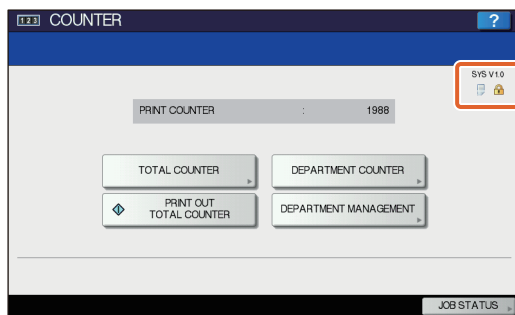 123 COUNTER ?
SYS V1.0
PRINT COUNTER : 1988
TOTAL COUNTER
DEPARTMENT COUNTER
PRINT OUT
TOTAL COUNTER
DEPARTMENT MANAGEMENT
JOB STATUS